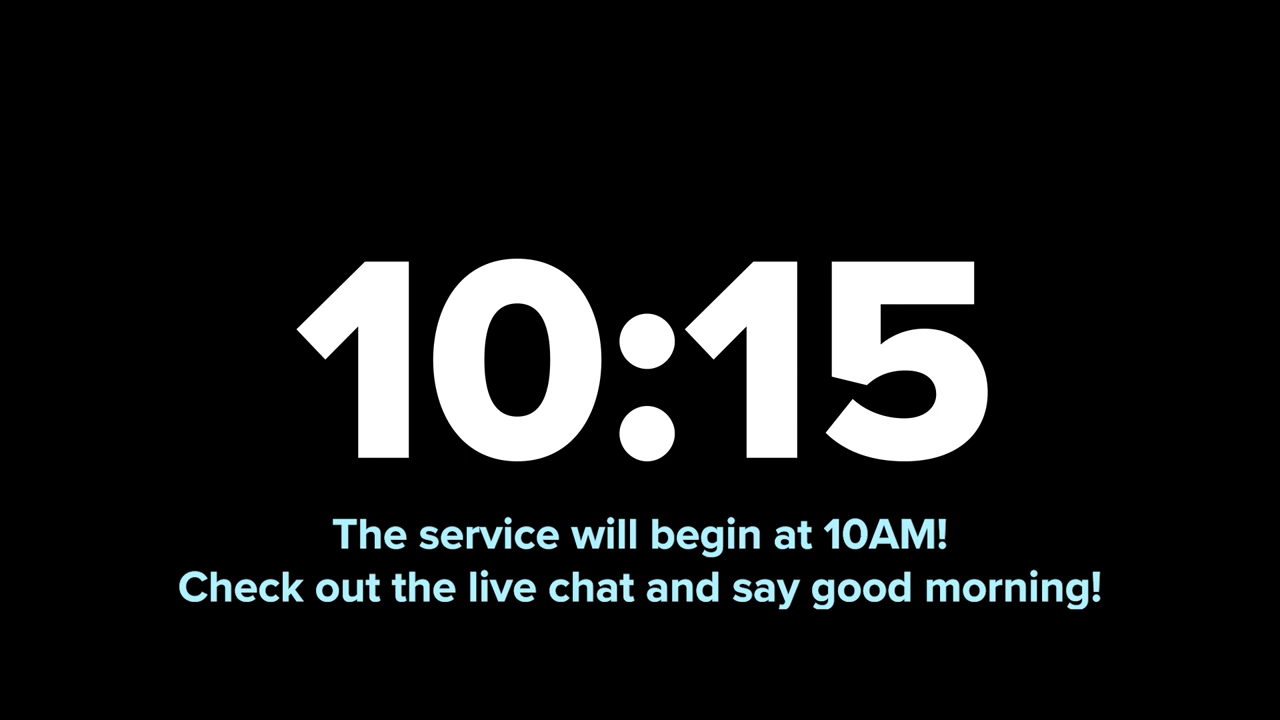 10:15
The service will begin at 10AM!
Check out the live chat and say good morning!